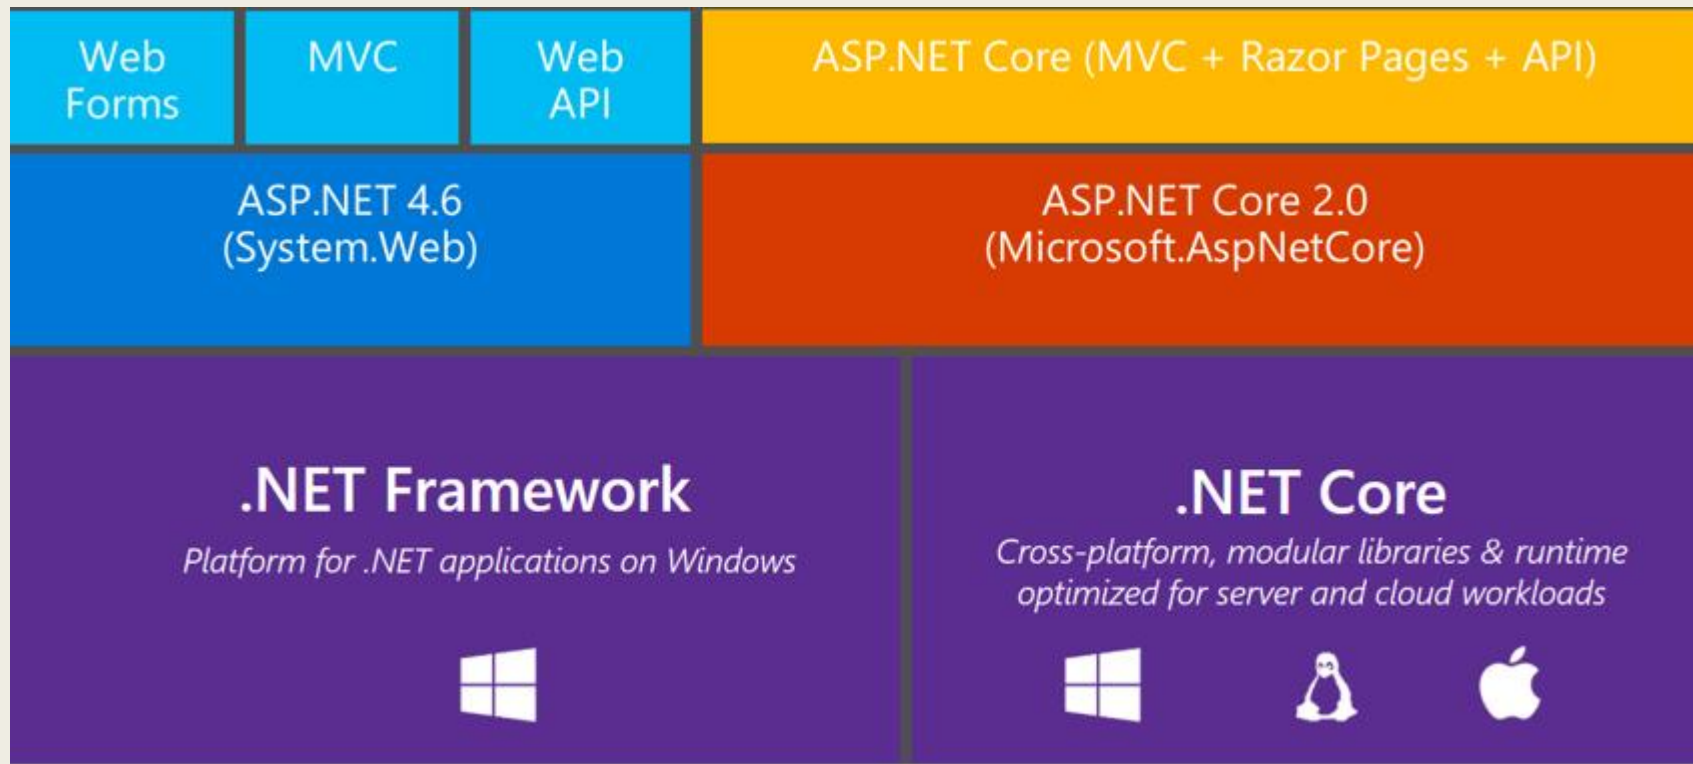 Web
Forms
MVC
Web
API
ASP.NET Core (MVC + Razor Pages + API)
ASP.NET 4.6
(System.Web)
ASP.NET Core 2.0
(Microsoft.AspNetCore)
.NET Framework
Platform for .NET applications on Windows
.NET Core
Cross-platform, modular libraries & runtime
optimized for server and cloud workloads